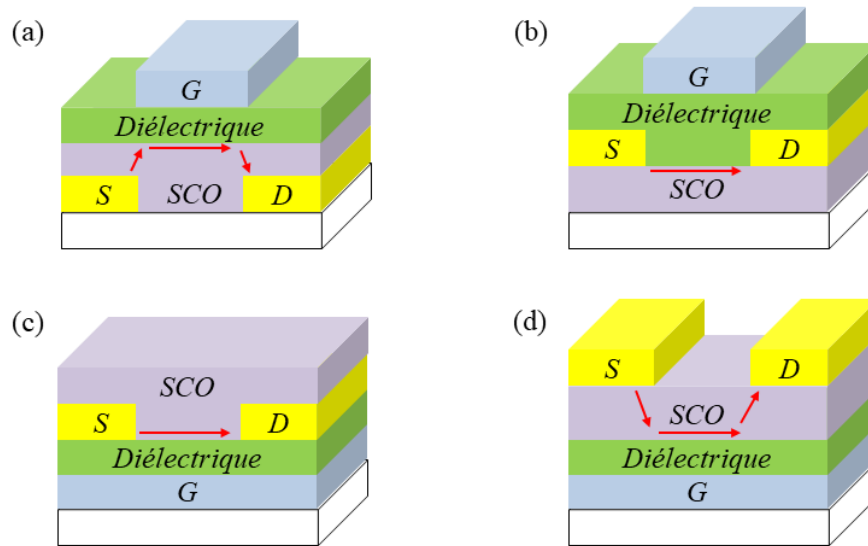 (a)
G
Diélectrique
S SCO D
(b)
G
Diélectrique
S D
SCO
(c)
SCO
S D
Diélectrique
G
(d)
S D
SCO
Diélectrique
G